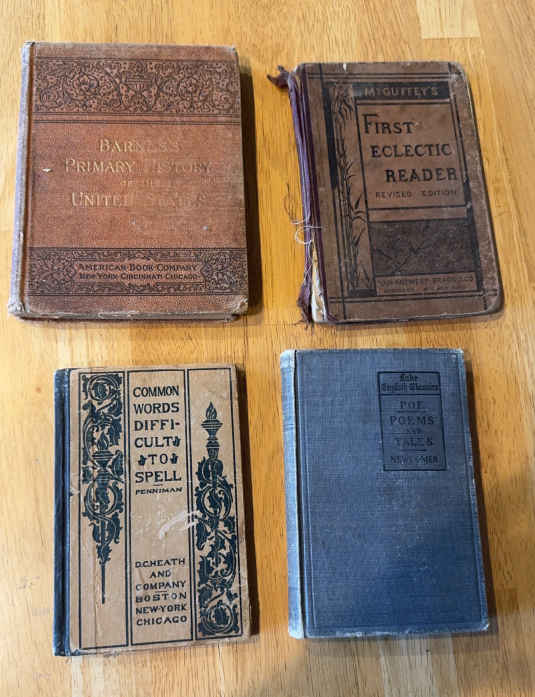 BARNES'S
PRIMARY HISTORY
OF THE
UNITED STATES
AMERICAN·BOOK·COMPANY
NEW·YORK·CINCINNATI·CHICAGO
McGUFFEY'S
FIRST
ECLECTIC
READER
REVISED EDITION
COMMON
WORDS
DIFFI-
CULT
TO
SPELL
PENNIMAN
D.C.HEATH
AND
COMPANY
BOSTON
NEW·YORK
CHICAGO
Lake
English Classics
POE
POEMS
AND
TALES
NEWCOMER